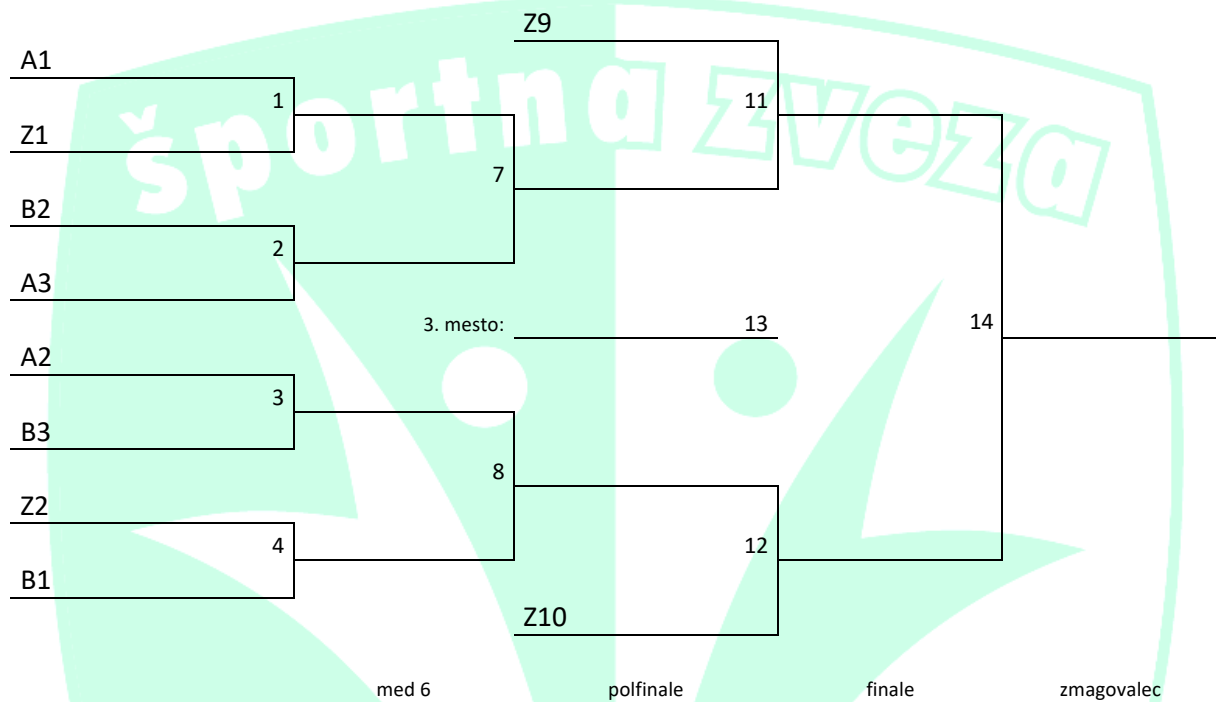 športna zveza
Z9
A1
1
11
Z1
7
B2
2
A3
3. mesto:
13
14
A2
3
B3
8
Z2
4
12
B1
Z10
med 6
polfinale
finale
zmagovalec